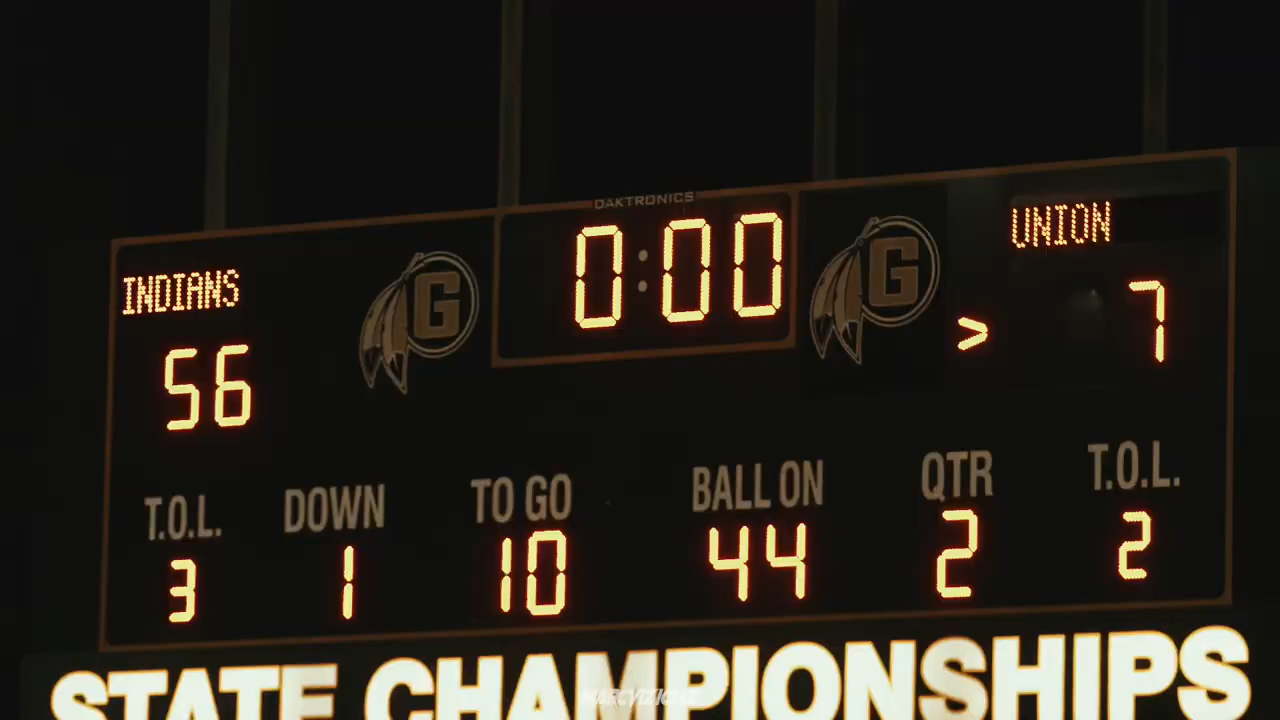 DAKTRONICS
INDIANS
G
0:00
G
UNION
56
>
7
T.O.L.
DOWN
TO GO
BALL ON
QTR
T.O.L.
3
1
10
44
2
2
STATE CHAMPIONSHIPS